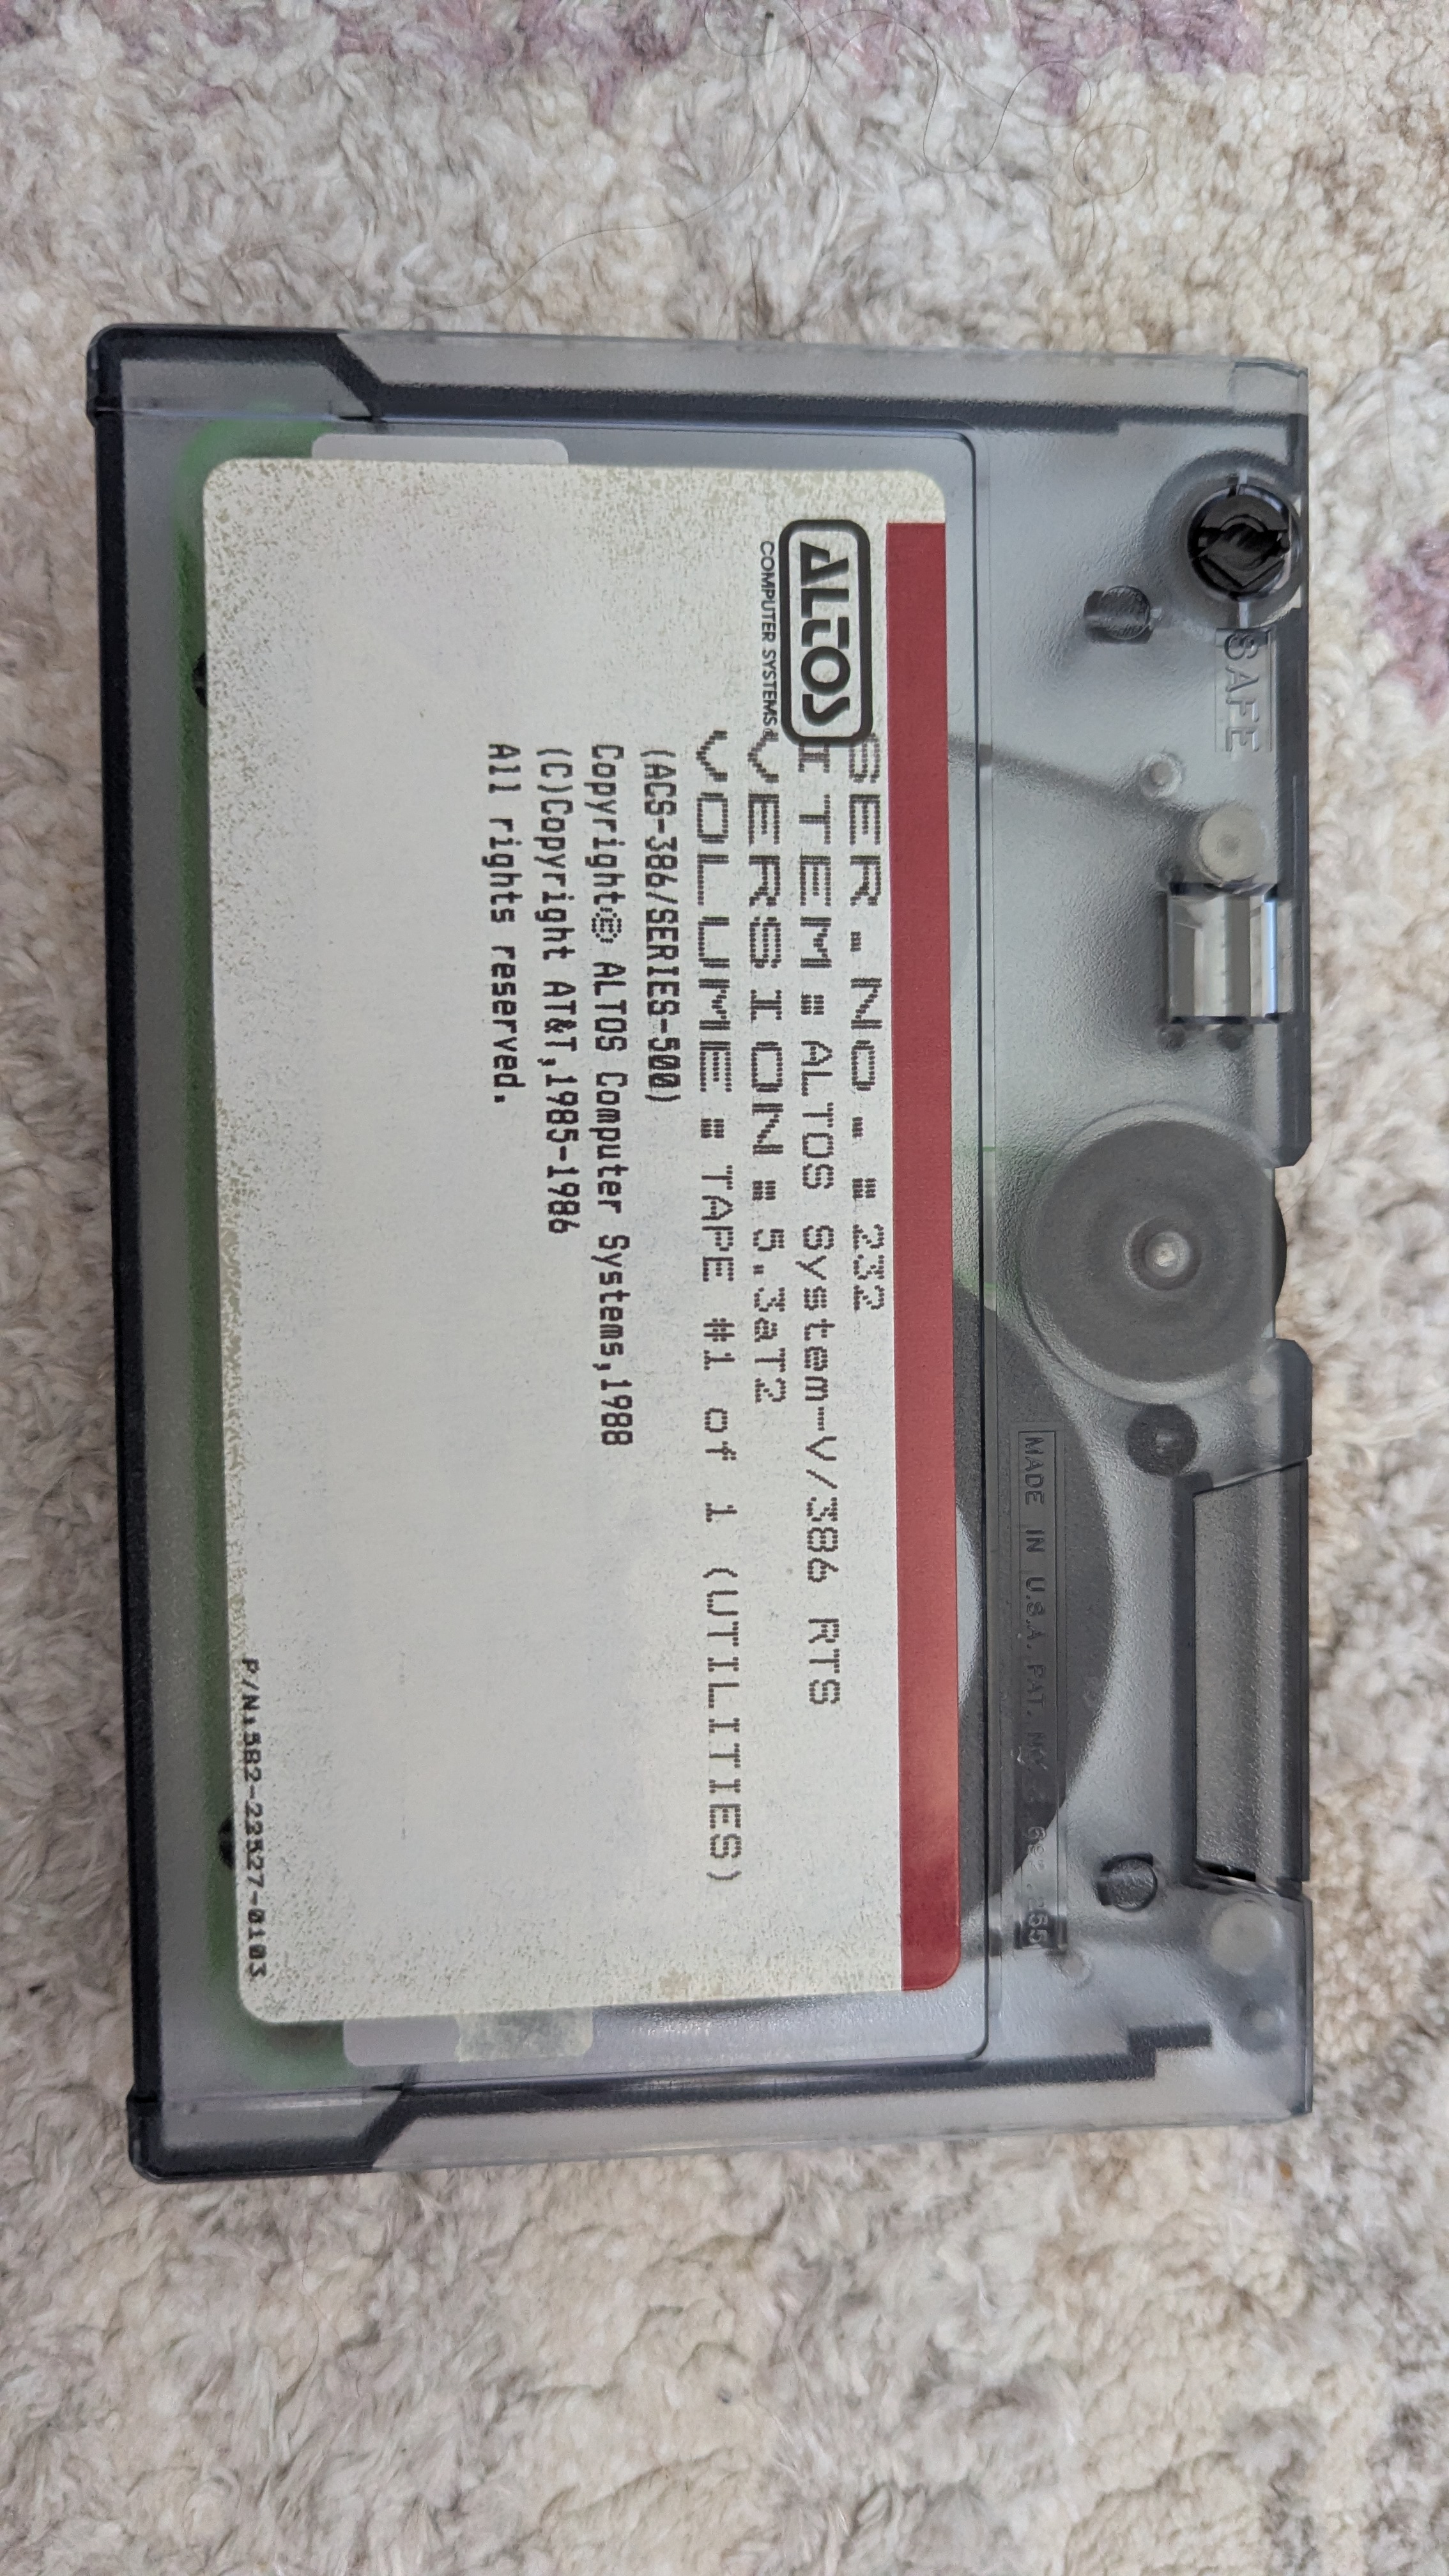 SAFE
MADE IN U.S.A. PAT. NO.
ALTOS
COMPUTER SYSTEMS®
SER.NO.: 232
ITEM: ALTOS System-V/386 RTS
VERSION: 5.3aT2
VOLUME: TAPE #1 of 1 (UTILITIES)
(ACS-386/SERIES-500)
Copyright© ALTOS Computer Systems,1988
(C)Copyright AT&T,1985-1986
All rights reserved.
P/N:582-22527-0103